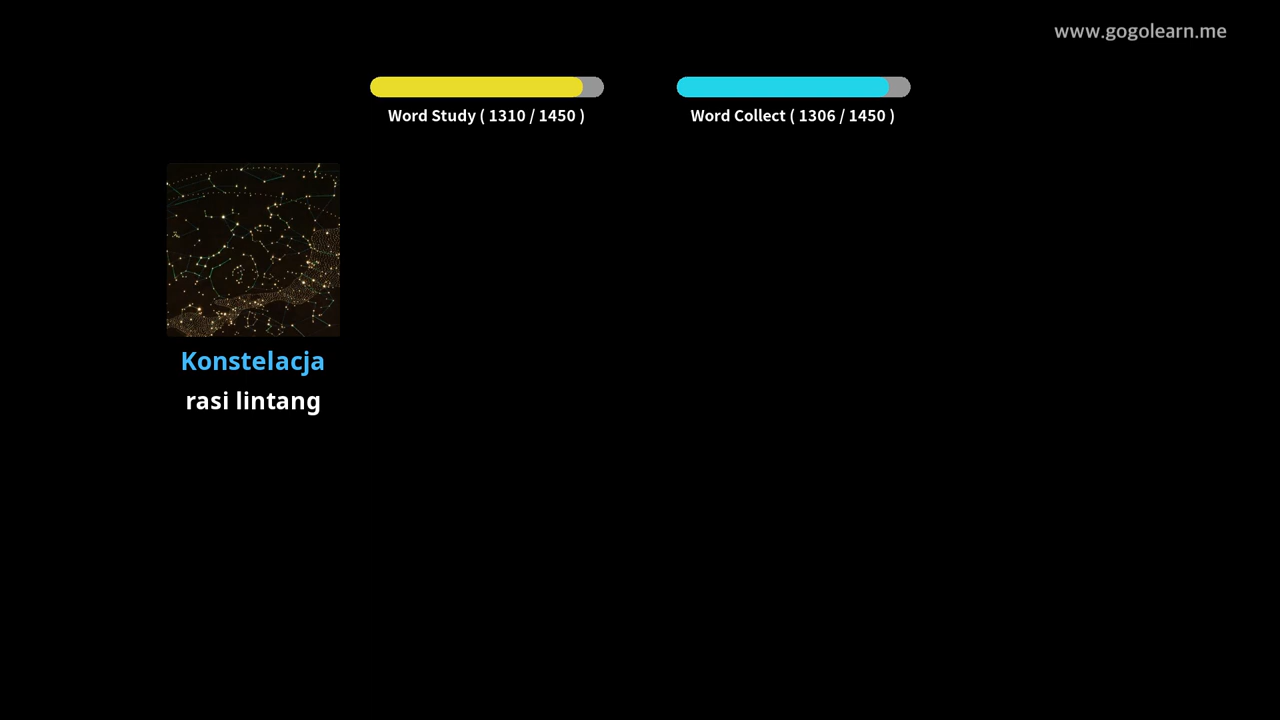 www.gogolearn.me
Word Study ( 1310 / 1450 )
Word Collect ( 1306 / 1450 )
Konstelacja
rasi lintang